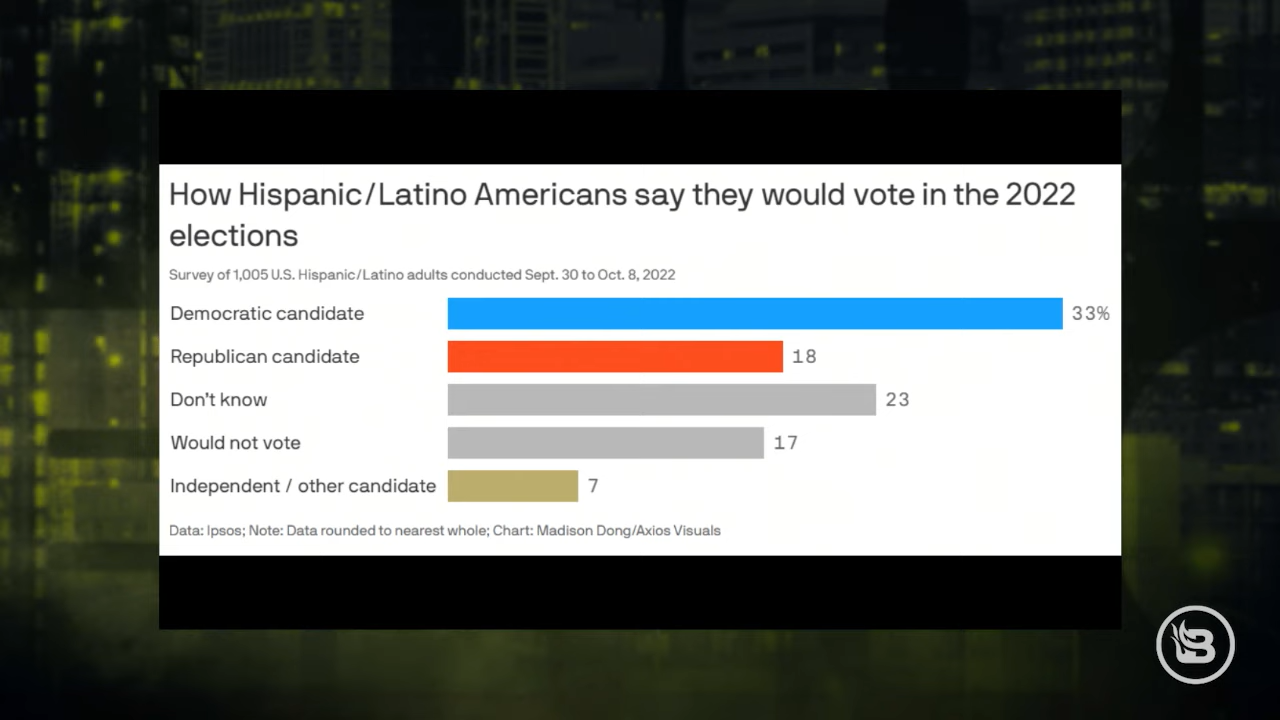 How Hispanic/Latino Americans say they would vote in the 2022
elections
Survey of 1,005 U.S. Hispanic/Latino adults conducted Sept. 30 to Oct. 8, 2022
Democratic candidate 33%
Republican candidate 18
Don't know 23
Would not vote 17
Independent / other candidate 7
Data: Ipsos; Note: Data rounded to nearest whole; Chart: Madison Dong/Axios Visuals
B